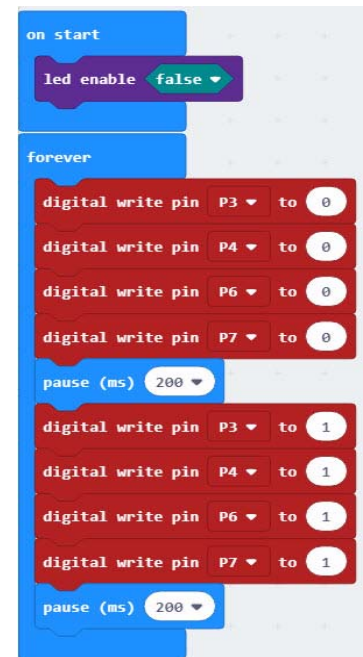 on start
led enable false
forever
digital write pin P3 to 0
digital write pin P4 to 0
digital write pin P6 to 0
digital write pin P7 to 0
pause (ms) 200
digital write pin P3 to 1
digital write pin P4 to 1
digital write pin P6 to 1
digital write pin P7 to 1
pause (ms) 200